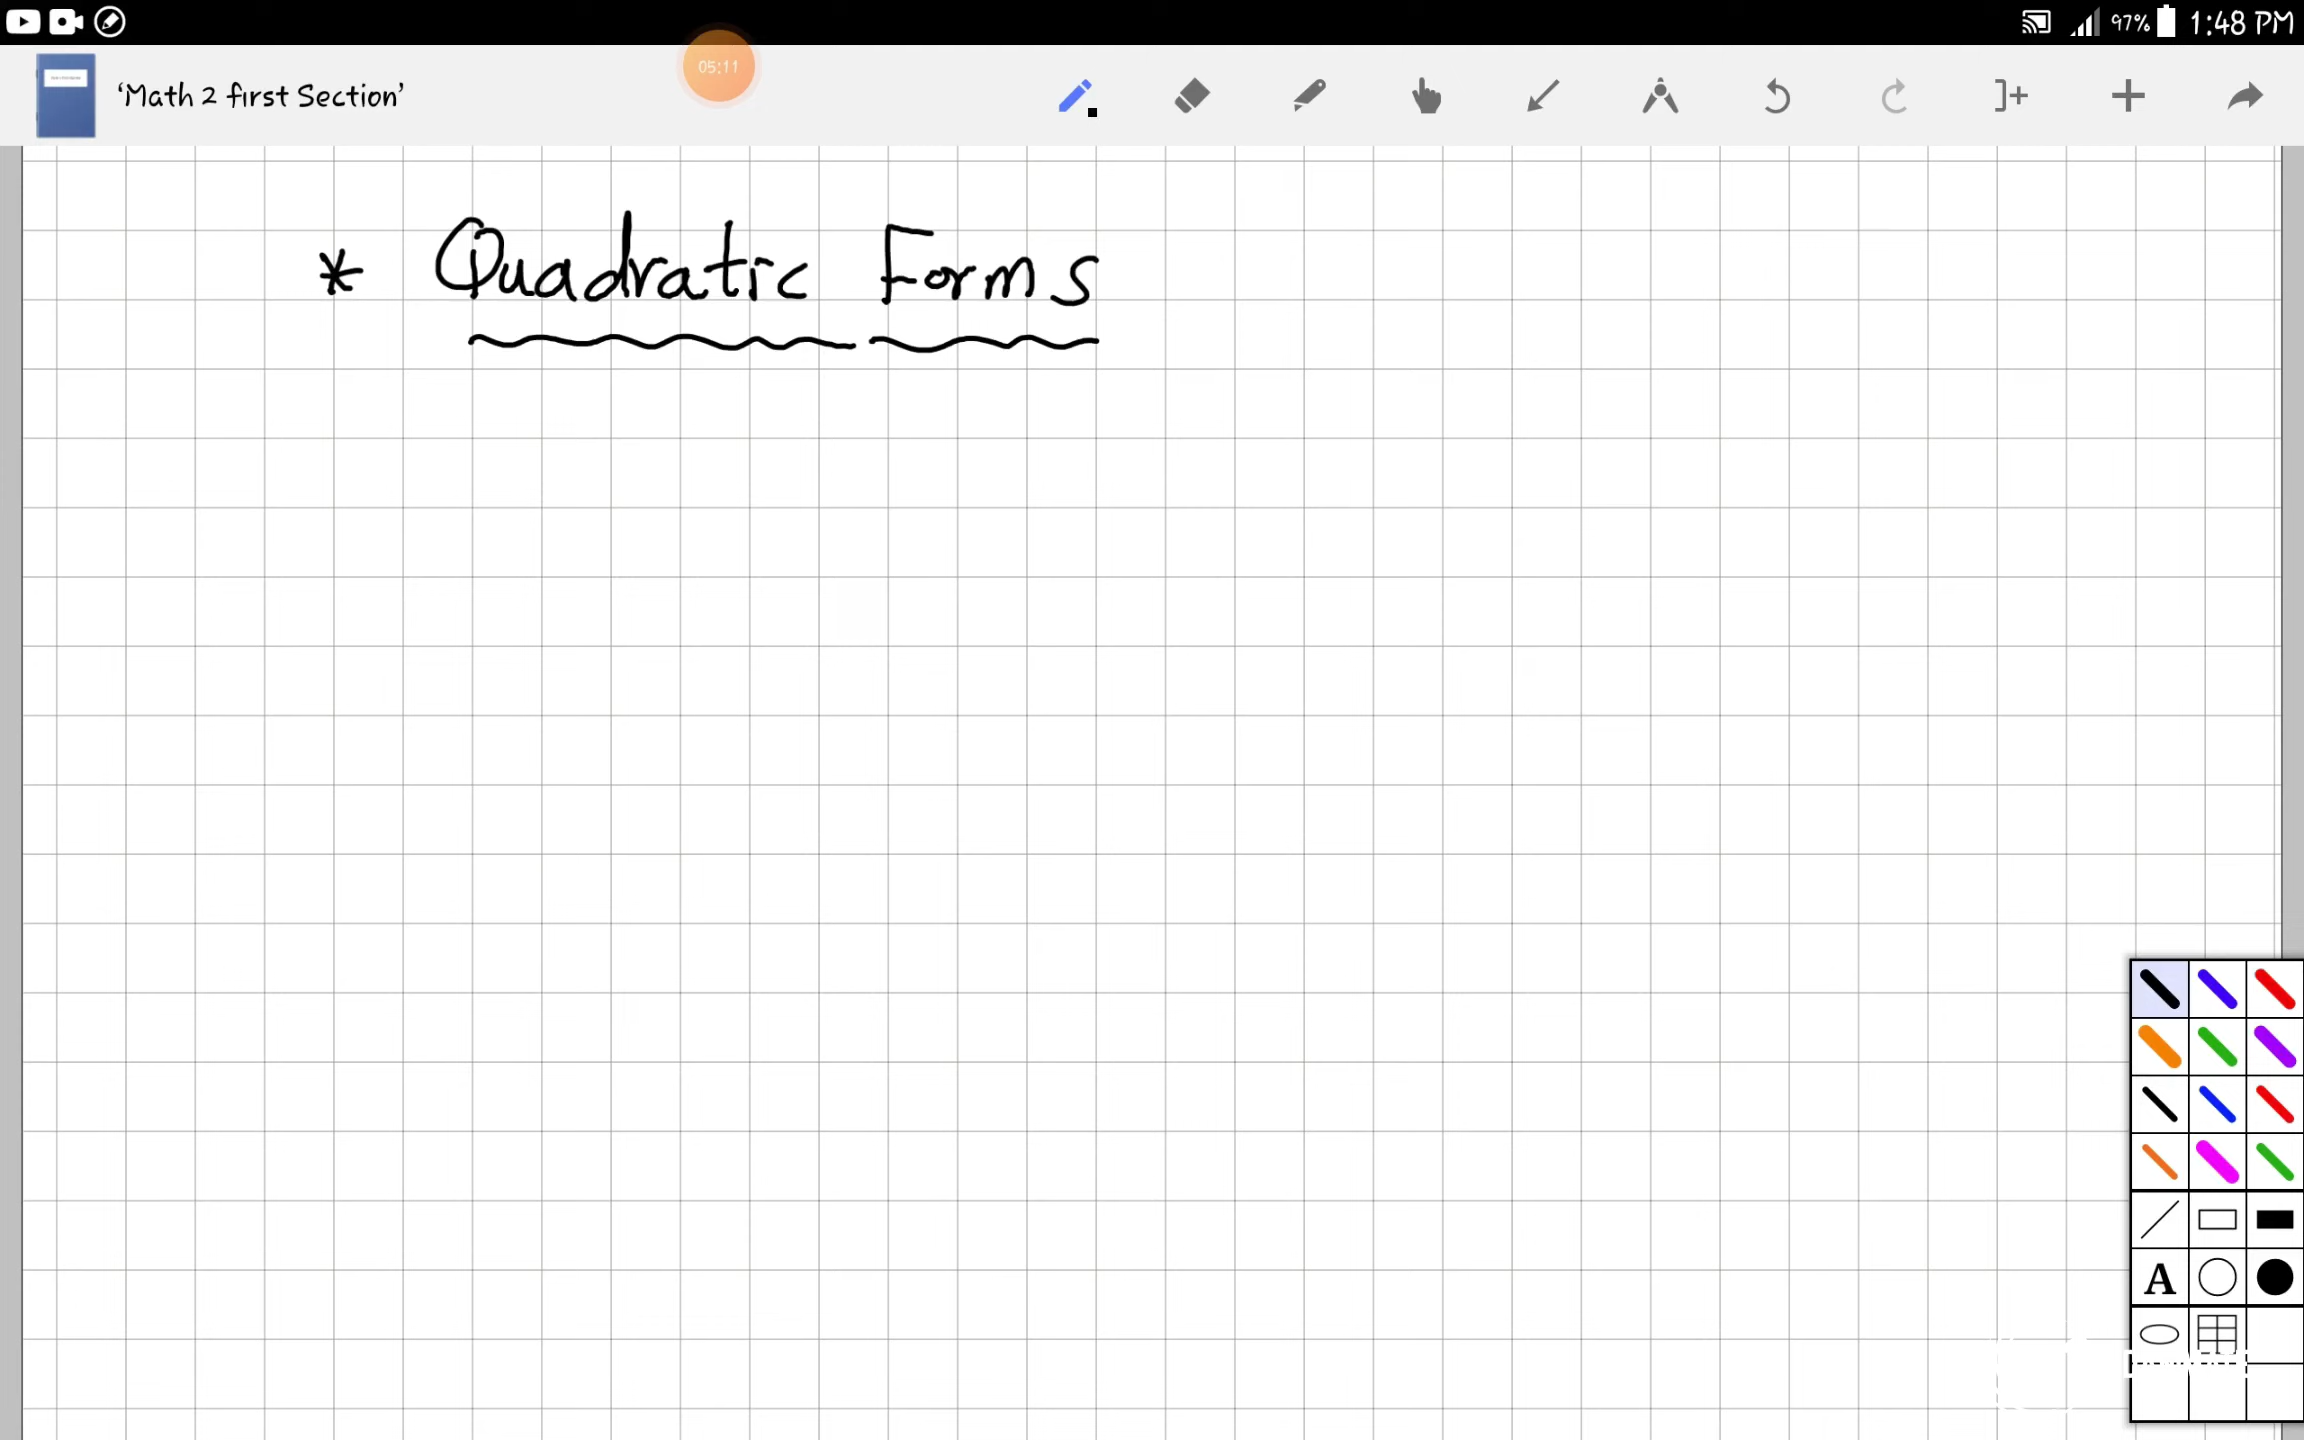 97% 1:48 PM
'Math 2 first Section'
05:11
* Quadratic Forms
A